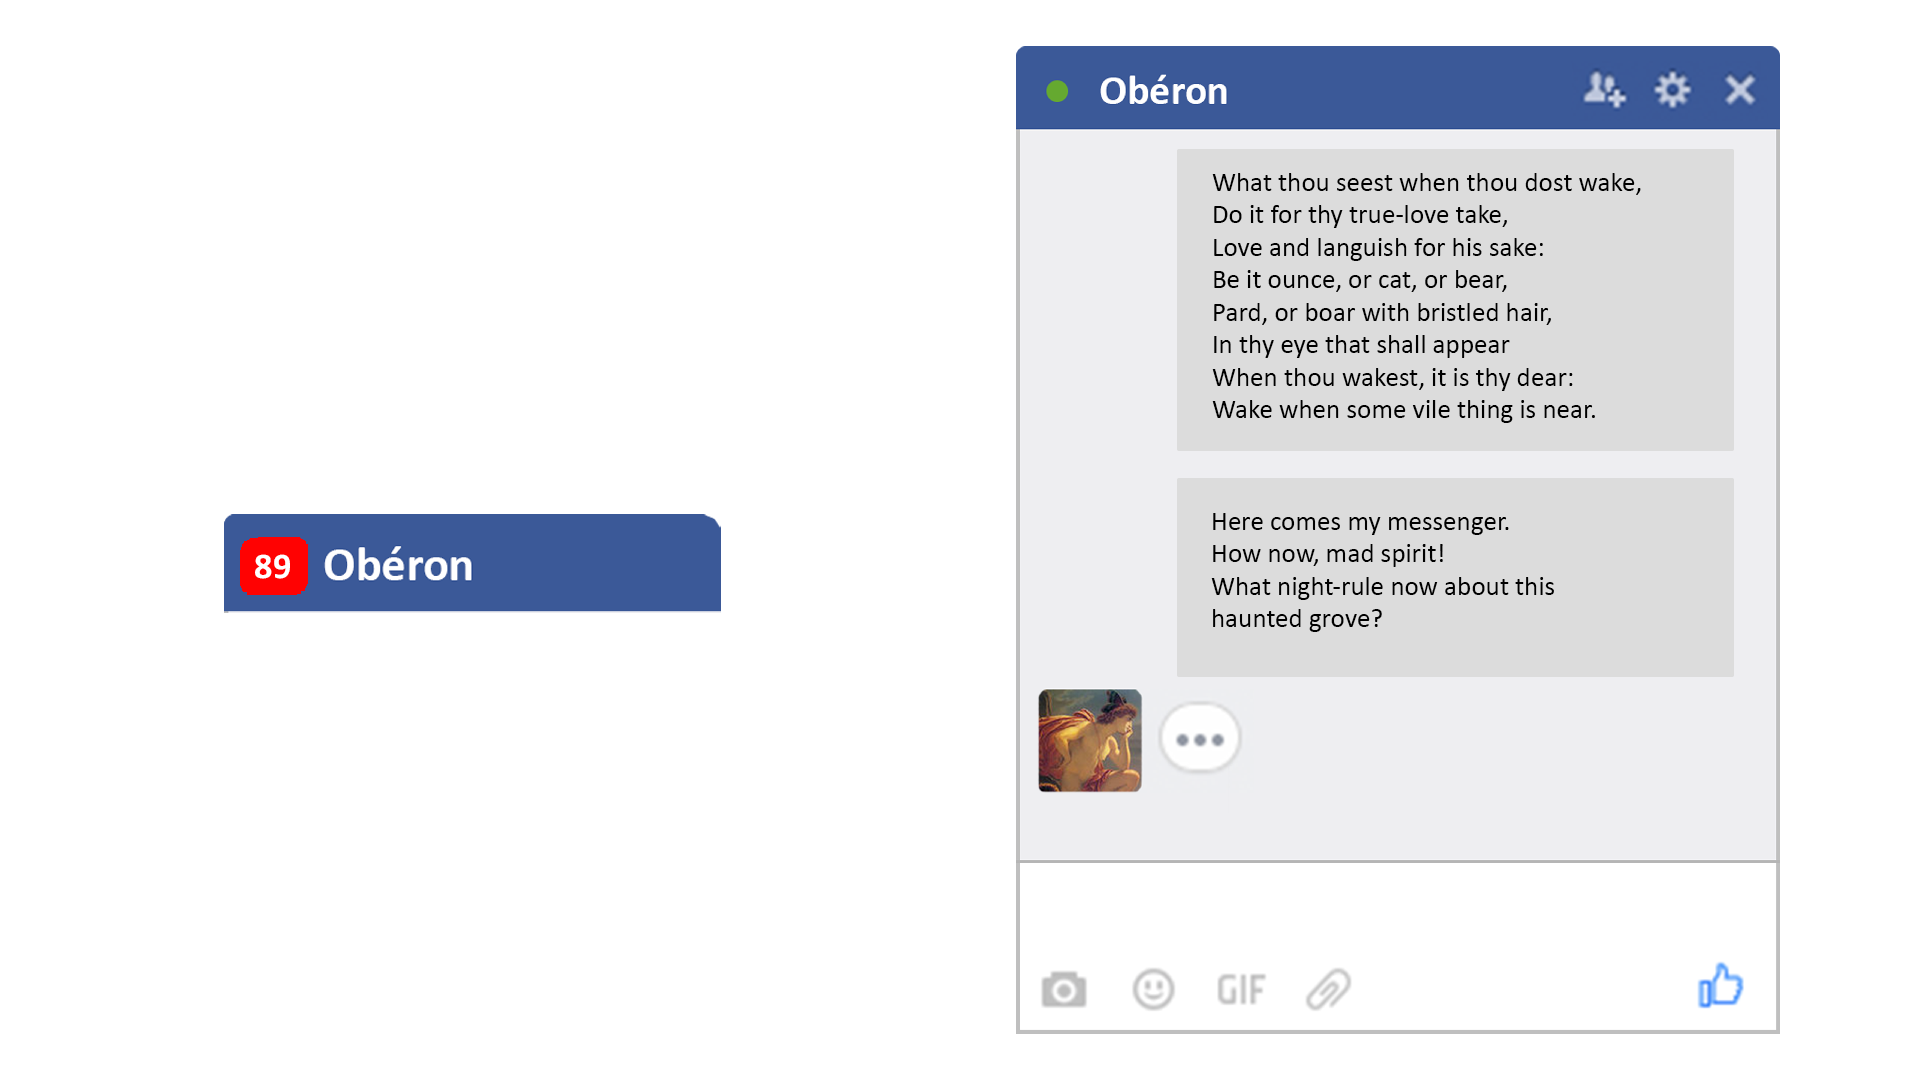 89 Obéron
Obéron
What thou seest when thou dost wake,
Do it for thy true-love take,
Love and languish for his sake:
Be it ounce, or cat, or bear,
Pard, or boar with bristled hair,
In thy eye that shall appear
When thou wakest, it is thy dear:
Wake when some vile thing is near.
Here comes my messenger.
How now, mad spirit!
What night-rule now about this
haunted grove?
GIF